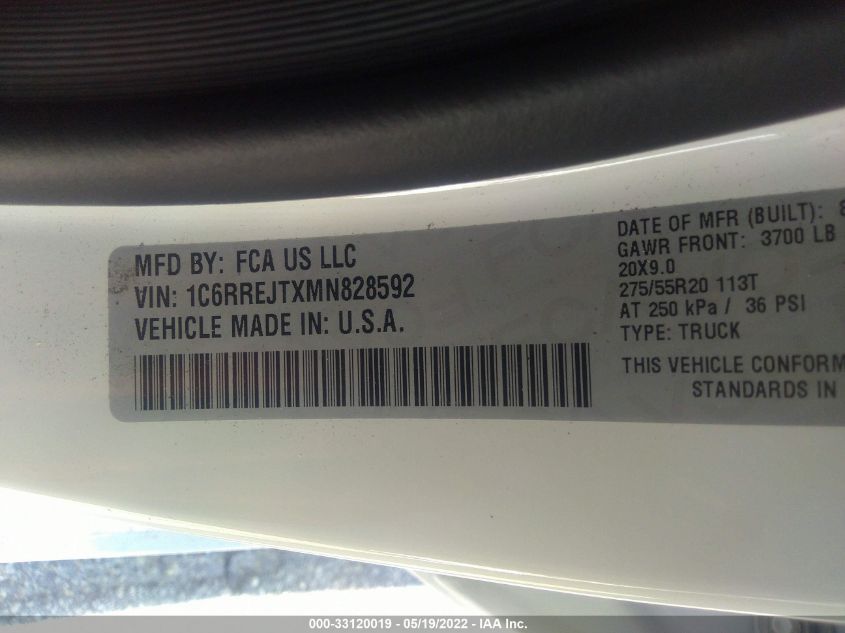 MFD BY: FCA US LLC
VIN: 1C6RREJTXMN828592
VEHICLE MADE IN: U.S.A.
DATE OF MFR (BUILT): 8
GAWR FRONT: 3700 LB
20X9.0
275/55R20 113T
AT 250 kPa / 36 PSI
TYPE: TRUCK
THIS VEHICLE CONFORM
STANDARDS IN
000-33120019 - 05/19/2022 - IAA Inc.